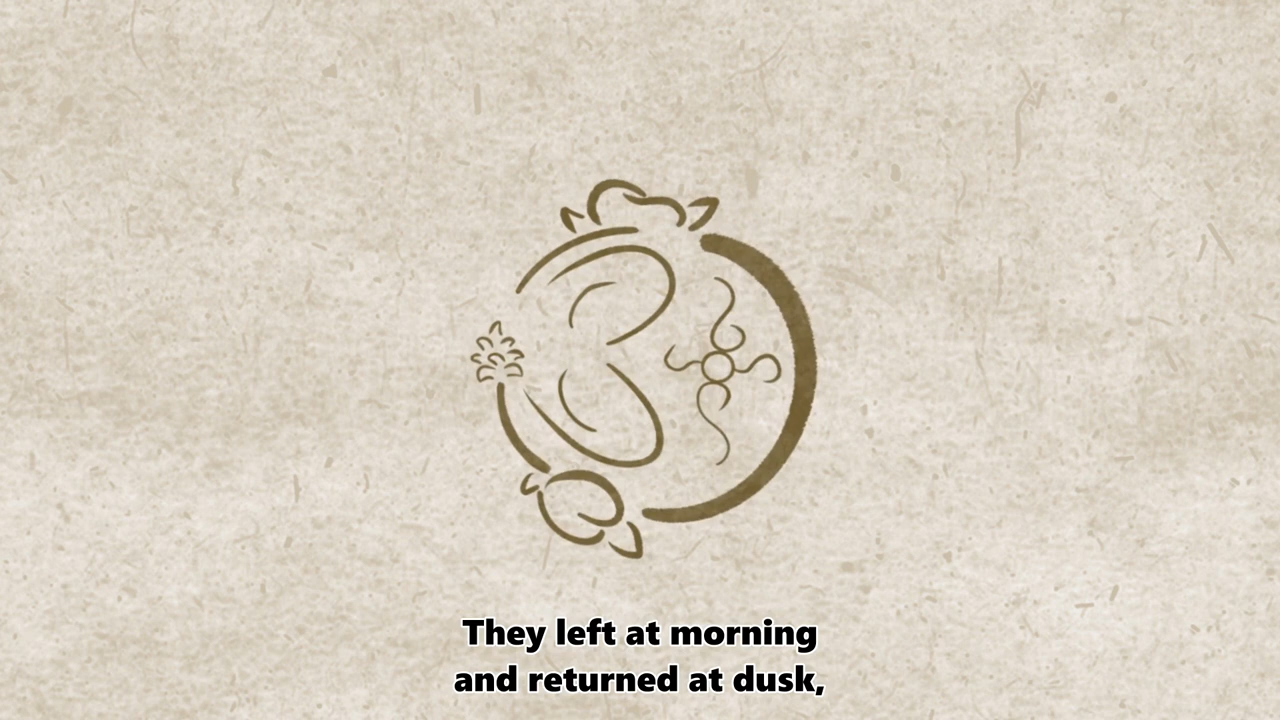 They left at morning
and returned at dusk,